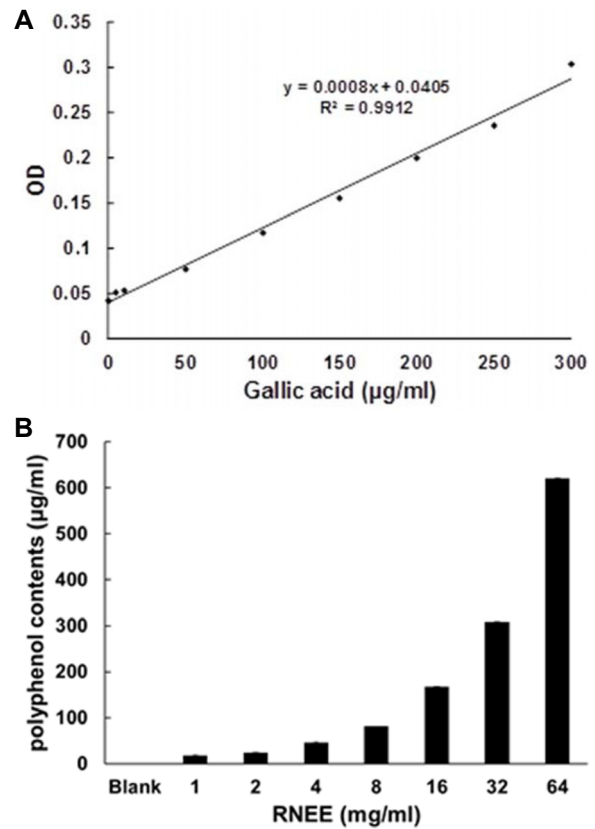 A
0.35
0.3
0.25
0.2
0.15
0.1
0.05
0
OD
y = 0.0008x + 0.0405
R² = 0.9912
0 50 100 150 200 250 300
Gallic acid (µg/ml)
B
700
600
500
400
300
200
100
0
polyphenol contents (µg/ml)
Blank 1 2 4 8 16 32 64
RNEE (mg/ml)